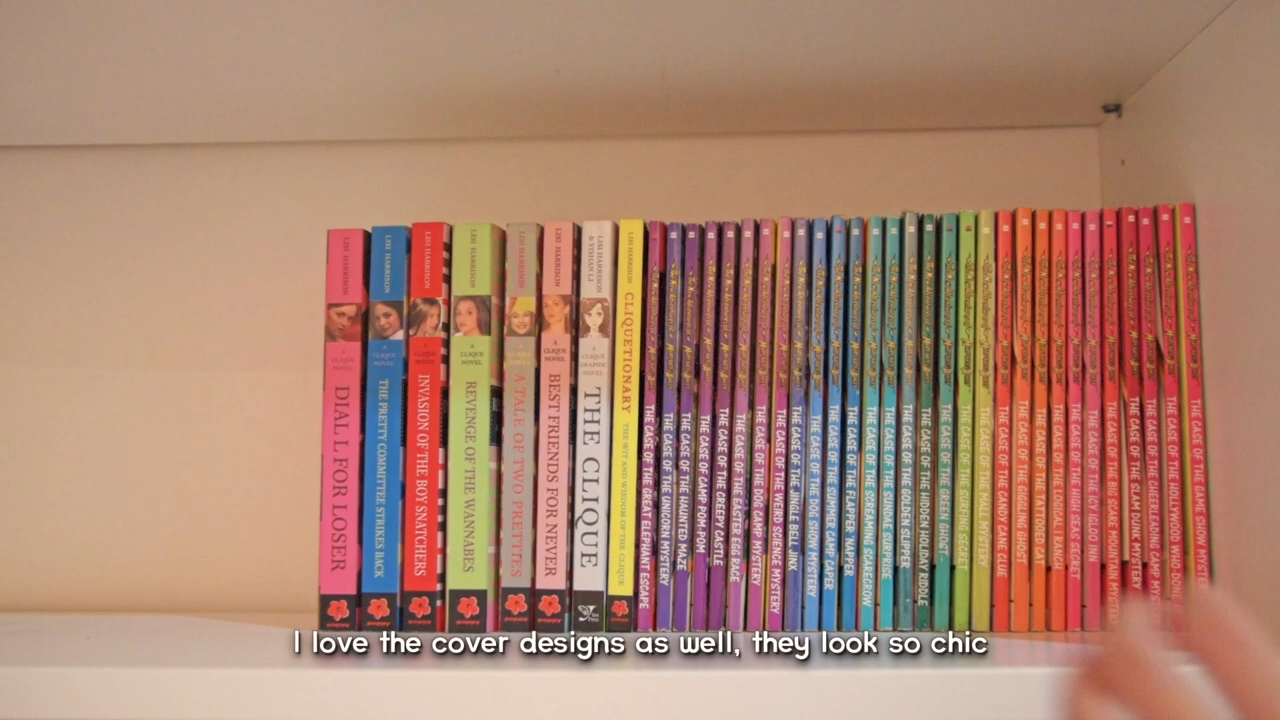 LISI HARRISON
A CLIQUE NOVEL
DIAL L FOR LOSER
LISI HARRISON
A CLIQUE NOVEL
THE PRETTY COMMITTEE STRIKES BACK
LISI HARRISON
A CLIQUE NOVEL
INVASION OF THE BOY SNATCHERS
LISI HARRISON
A CLIQUE NOVEL
REVENGE OF THE WANNABES
LISI HARRISON
A CLIQUE NOVEL
A TALE OF TWO PRETTIES
LISI HARRISON
A CLIQUE NOVEL
BEST FRIENDS FOR NEVER
LISI HARRISON & YISHAN LI
A CLIQUE GRAPHIC NOVEL
THE CLIQUE
LISI HARRISON
CLIQUETIONARY
THE WIT AND WISDOM OF THE CLIQUE
THE CASE OF THE GREAT ELEPHANT ESCAPE
THE CASE OF THE UNICORN MYSTERY
THE CASE OF THE HAUNTED MAZE
THE CASE OF CAMP POM-POM
THE CASE OF THE CREEPY CASTLE
THE CASE OF THE EASTER EGG RACE
THE CASE OF THE DOG CAMP MYSTERY
THE CASE OF THE WEIRD SCIENCE MYSTERY
THE CASE OF THE JINGLE BELL JINX
THE CASE OF THE DOG SHOW MYSTERY
THE CASE OF THE SUMMER CAMP CAPER
THE CASE OF THE FLAPPER 'NAPPER
THE CASE OF THE SCREAMING SCARECROW
THE CASE OF THE SUNDAE SURPRISE
THE CASE OF THE GOLDEN SLIPPER
THE CASE OF THE HIDDEN HOLIDAY RIDDLE
THE CASE OF THE GREEN GHOST
THE CASE OF THE SURFING SECRET
THE CASE OF THE MALL MYSTERY
THE CASE OF THE CANDY CANE CLUE
THE CASE OF THE GIGGLING GHOST
THE CASE OF THE TATTOOED CAT
THE CASE OF THE LOGICAL I RANCH
THE CASE OF THE HIGH SEAS SECRET
THE CASE OF THE ICY IGLOO INN
THE CASE OF THE BIG SCARE MOUNTAIN MYSTERY
THE CASE OF THE SLAM DUNK MYSTERY
THE CASE OF THE CHEERLEADING CAMP MYS
THE CASE OF THE HOLLYWOOD WHO-DONE
THE CASE OF THE GAME SHOW MYSTE
I love the cover designs as well, they look so chic